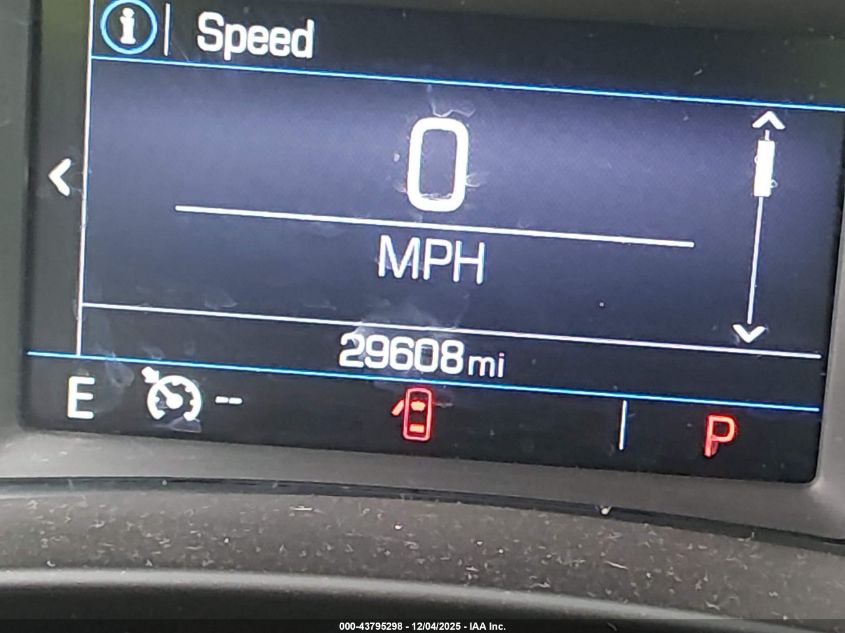 i Speed
0
MPH
29608 mi
E -- P
000-43795298 - 12/04/2025 - IAA Inc.